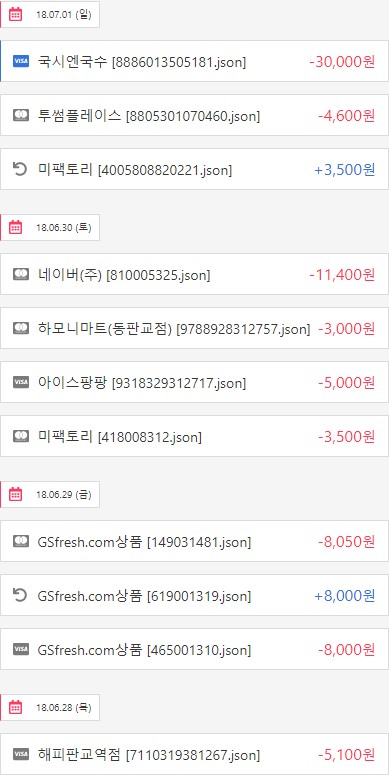 18.07.01 (일)
VISA 국시엔국수 [8886013505181.json] -30,000원
투썸플레이스 [8805301070460.json] -4,600원
미팩토리 [4005808820221.json] +3,500원
18.06.30 (토)
네이버(주) [810005325.json] -11,400원
하모니마트(동판교점) [9788928312757.json] -3,000원
VISA 아이스팡팡 [9318329312717.json] -5,000원
미팩토리 [418008312.json] -3,500원
18.06.29 (금)
GSfresh.com상품 [149031481.json] -8,050원
GSfresh.com상품 [619001319.json] +8,000원
VISA GSfresh.com상품 [465001310.json] -8,000원
18.06.28 (목)
VISA 해피판교역점 [7110319381267.json] -5,100원